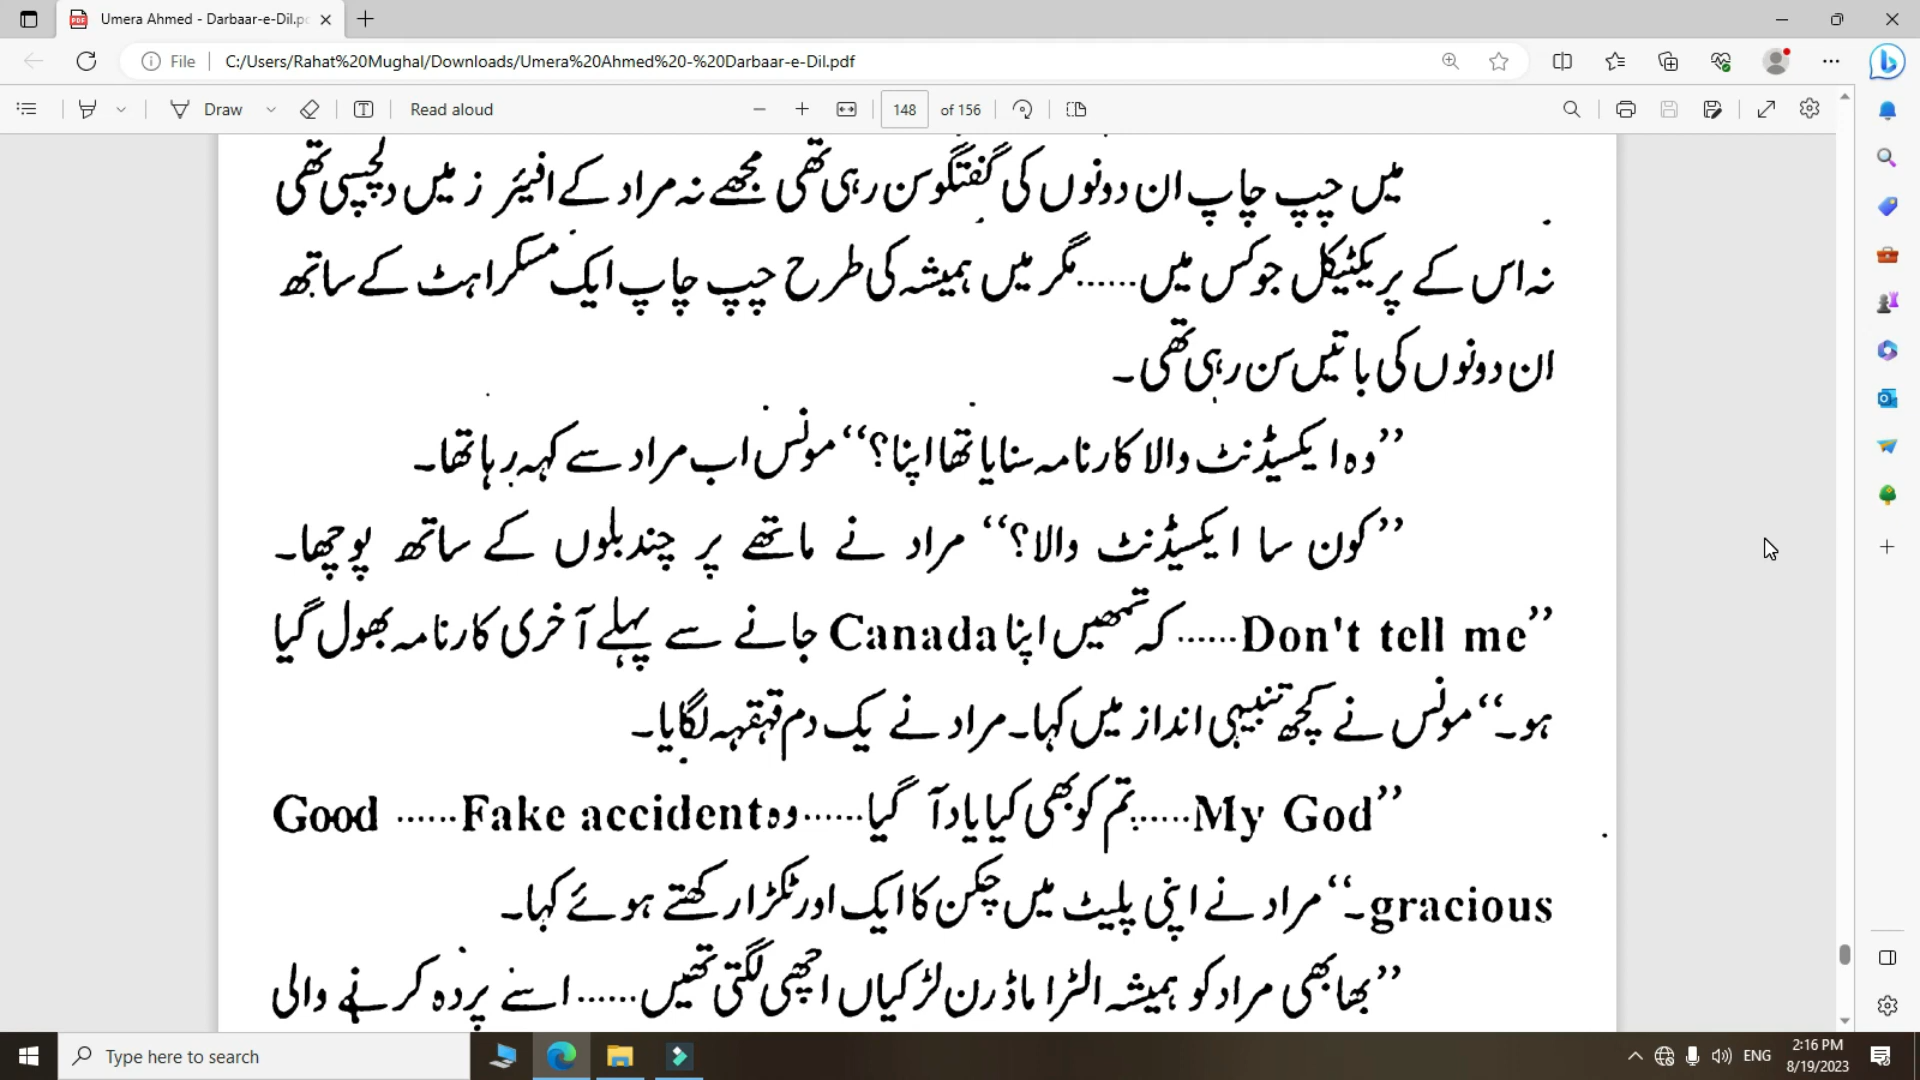 Umera Ahmed - Darbaar-e-Dil.p
File
C:/Users/Rahat%20Mughal/Downloads/Umera%20Ahmed%20-%20Darbaar-e-Dil.pdf
Draw
Read aloud
148 of 156
میں چپ چاپ ان دونوں کی گفتگو سن رہی تھی مجھے نہ مراد کے افیئر ز میں دلچسپی تھی
نہ اس کے پریکٹیکل جوکس میں......مگر میں ہمیشہ کی طرح چپ چاپ ایک مسکراہٹ کے ساتھ
ان دونوں کی باتیں سن رہی تھی۔
’’وہ ایکسیڈنٹ والا کارنامہ سنایا تھا اپنا؟‘‘ مونس اب مراد سے کہہ رہا تھا۔
’’کون سا ایکسیڈنٹ والا؟‘‘ مراد نے ماتھے پر چند بلوں کے ساتھ پوچھا۔
’’Don't tell me......کہ تمھیں اپنا Canada جانے سے پہلے آخری کارنامہ بھول گیا
ہو۔‘‘ مونس نے کچھ تنبیہی انداز میں کہا۔ مراد نے یک دم قہقہہ لگایا۔
’’My God......تم کو بھی کیا یاد آ گیا......وہ Fake accident...... Good
gracious۔‘‘ مراد نے اپنی پلیٹ میں چکن کا ایک اور ٹکڑا رکھتے ہوئے کہا۔
’’بھابھی مراد کو ہمیشہ الٹرا ماڈرن لڑکیاں اچھی لگتی تھیں......اسے پردہ کرنے والی
Type here to search
ENG
2:16 PM
8/19/2023